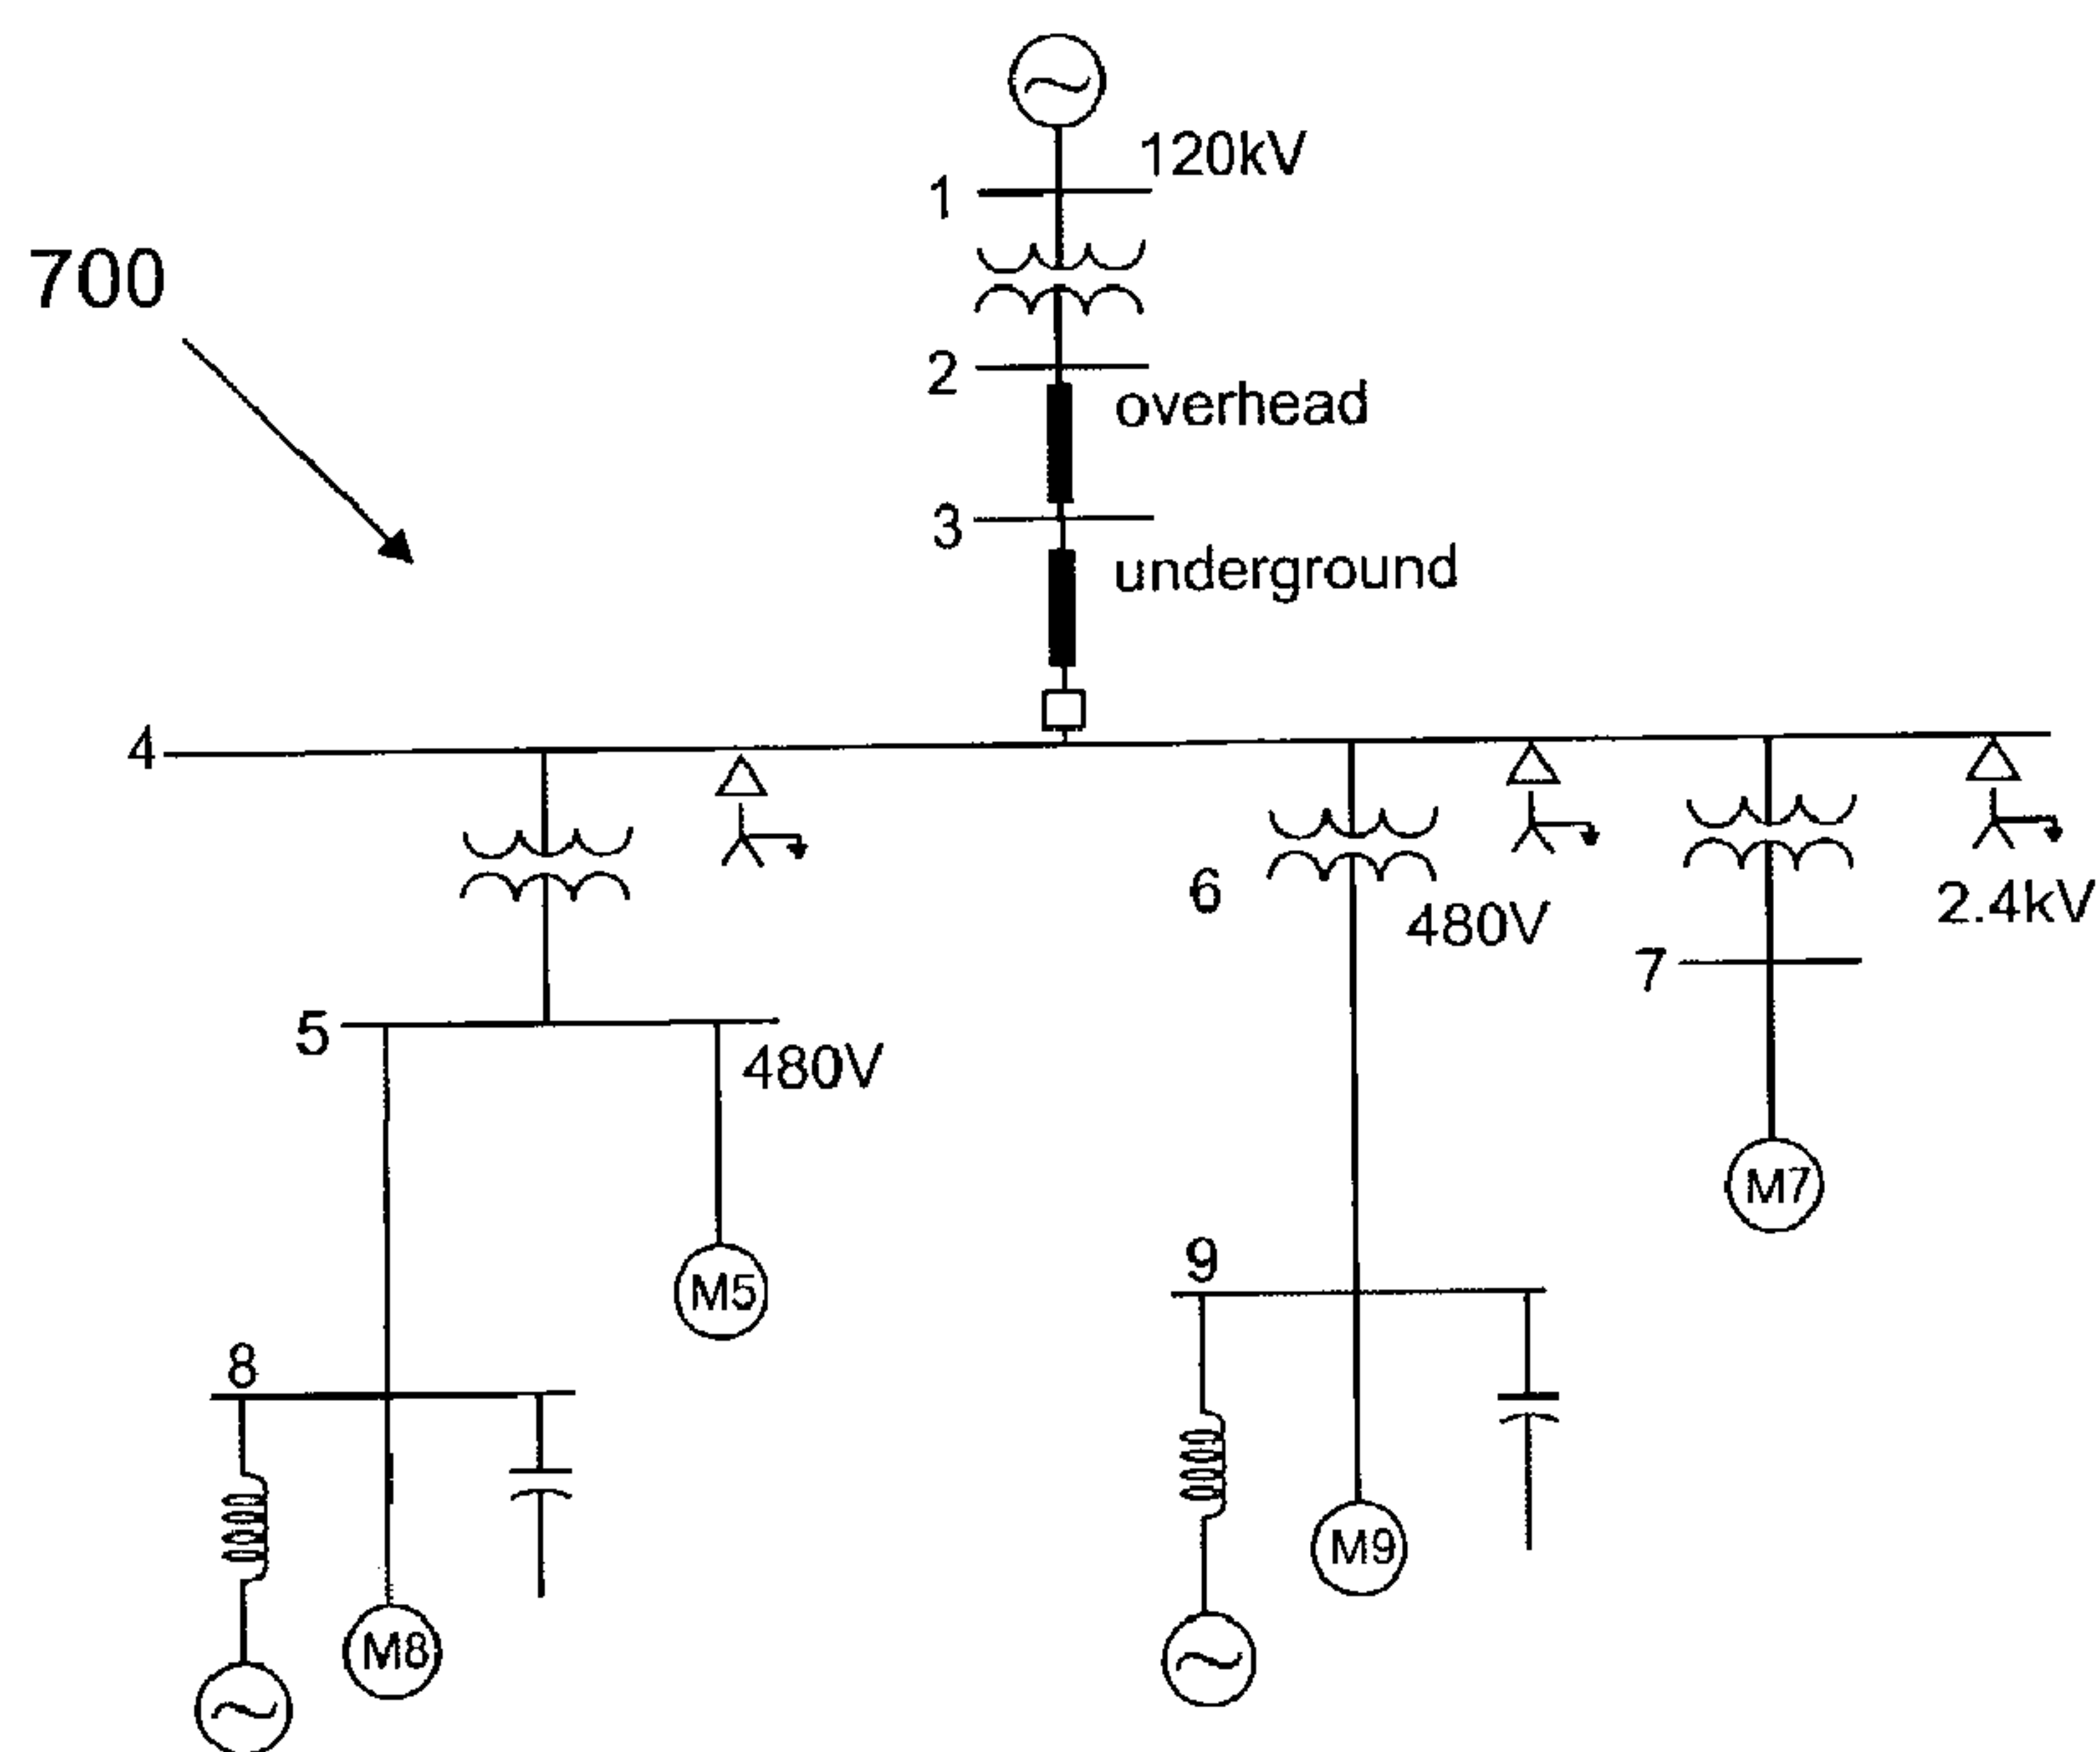 120kV
1
700
2
overhead
3
underground
4
6
480V
2.4kV
7
5
480V
M7
9
M5
8
M9
M8